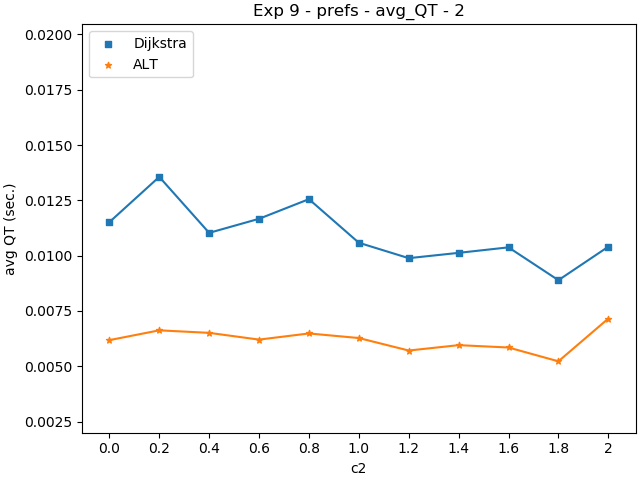 Exp 9 - prefs - avg_QT - 2
Dijkstra
ALT
avg QT (sec.)
0.0200
0.0175
0.0150
0.0125
0.0100
0.0075
0.0050
0.0025
0.0 0.2 0.4 0.6 0.8 1.0 1.2 1.4 1.6 1.8 2
c2